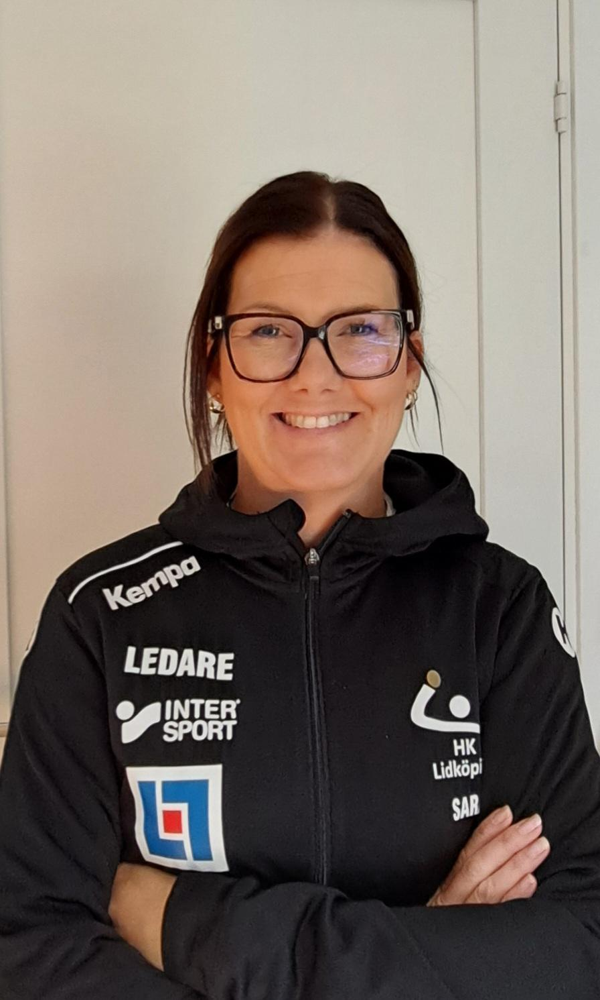 Kempa
LEDARE
INTER
SPORT
HK
Lidköpi
SAR